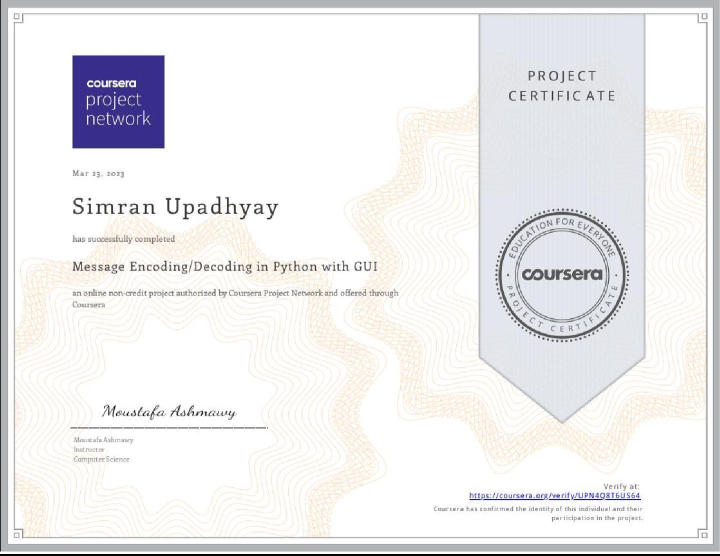 coursera
project
network
PROJECT
CERTIFICATE
Mar 23, 2023
Simran Upadhyay
has successfully completed
Message Encoding/Decoding in Python with GUI
an online non-credit project authorized by Coursera Project Network and offered through
Coursera
EDUCATION FOR EVERYONE
coursera
PROJECT CERTIFICATE
Moustafa Ashmawy
Moustafa Ashmawy
Instructor
Computer Science
Verify at:
https://coursera.org/verify/UPN4Q8T6US64
Coursera has confirmed the identity of this individual and their
participation in the project.